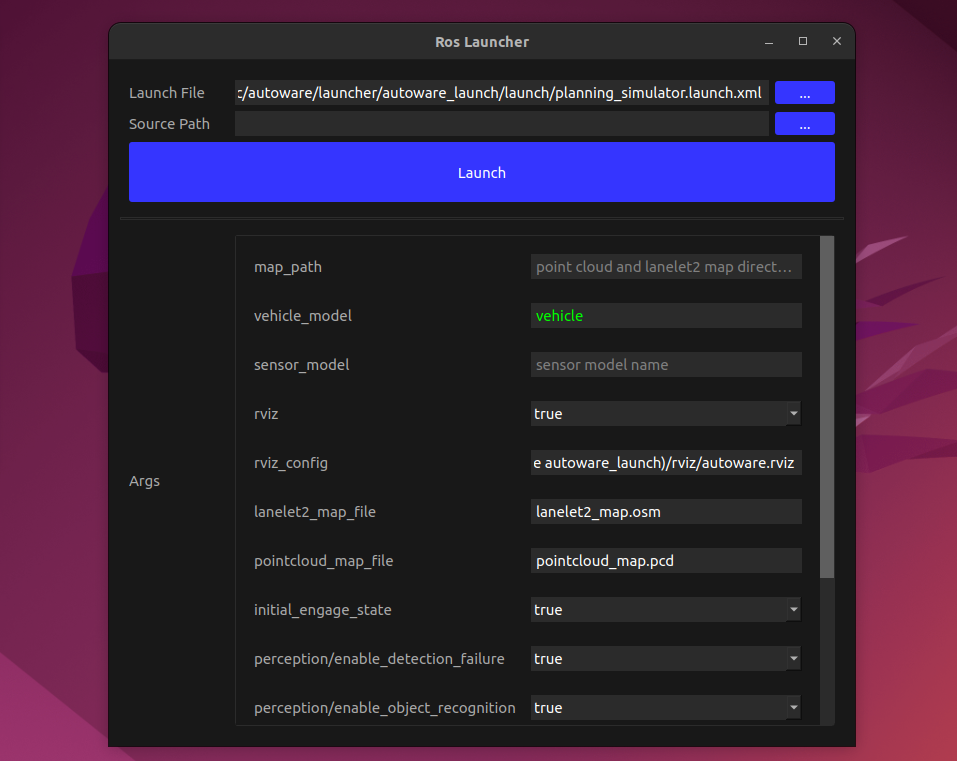 Ros Launcher
Launch File
:/autoware/launcher/autoware_launch/launch/planning_simulator.launch.xml
...
Source Path
...
Launch
Args
map_path
point cloud and lanelet2 map direct…
vehicle_model
vehicle
sensor_model
sensor model name
rviz
true
rviz_config
e autoware_launch)/rviz/autoware.rviz
lanelet2_map_file
lanelet2_map.osm
pointcloud_map_file
pointcloud_map.pcd
initial_engage_state
true
perception/enable_detection_failure
true
perception/enable_object_recognition
true